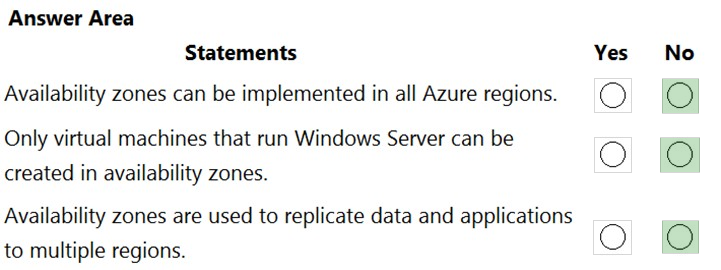 Answer Area
Statements Yes No
Availability zones can be implemented in all Azure regions.
Only virtual machines that run Windows Server can be
created in availability zones.
Availability zones are used to replicate data and applications
to multiple regions.